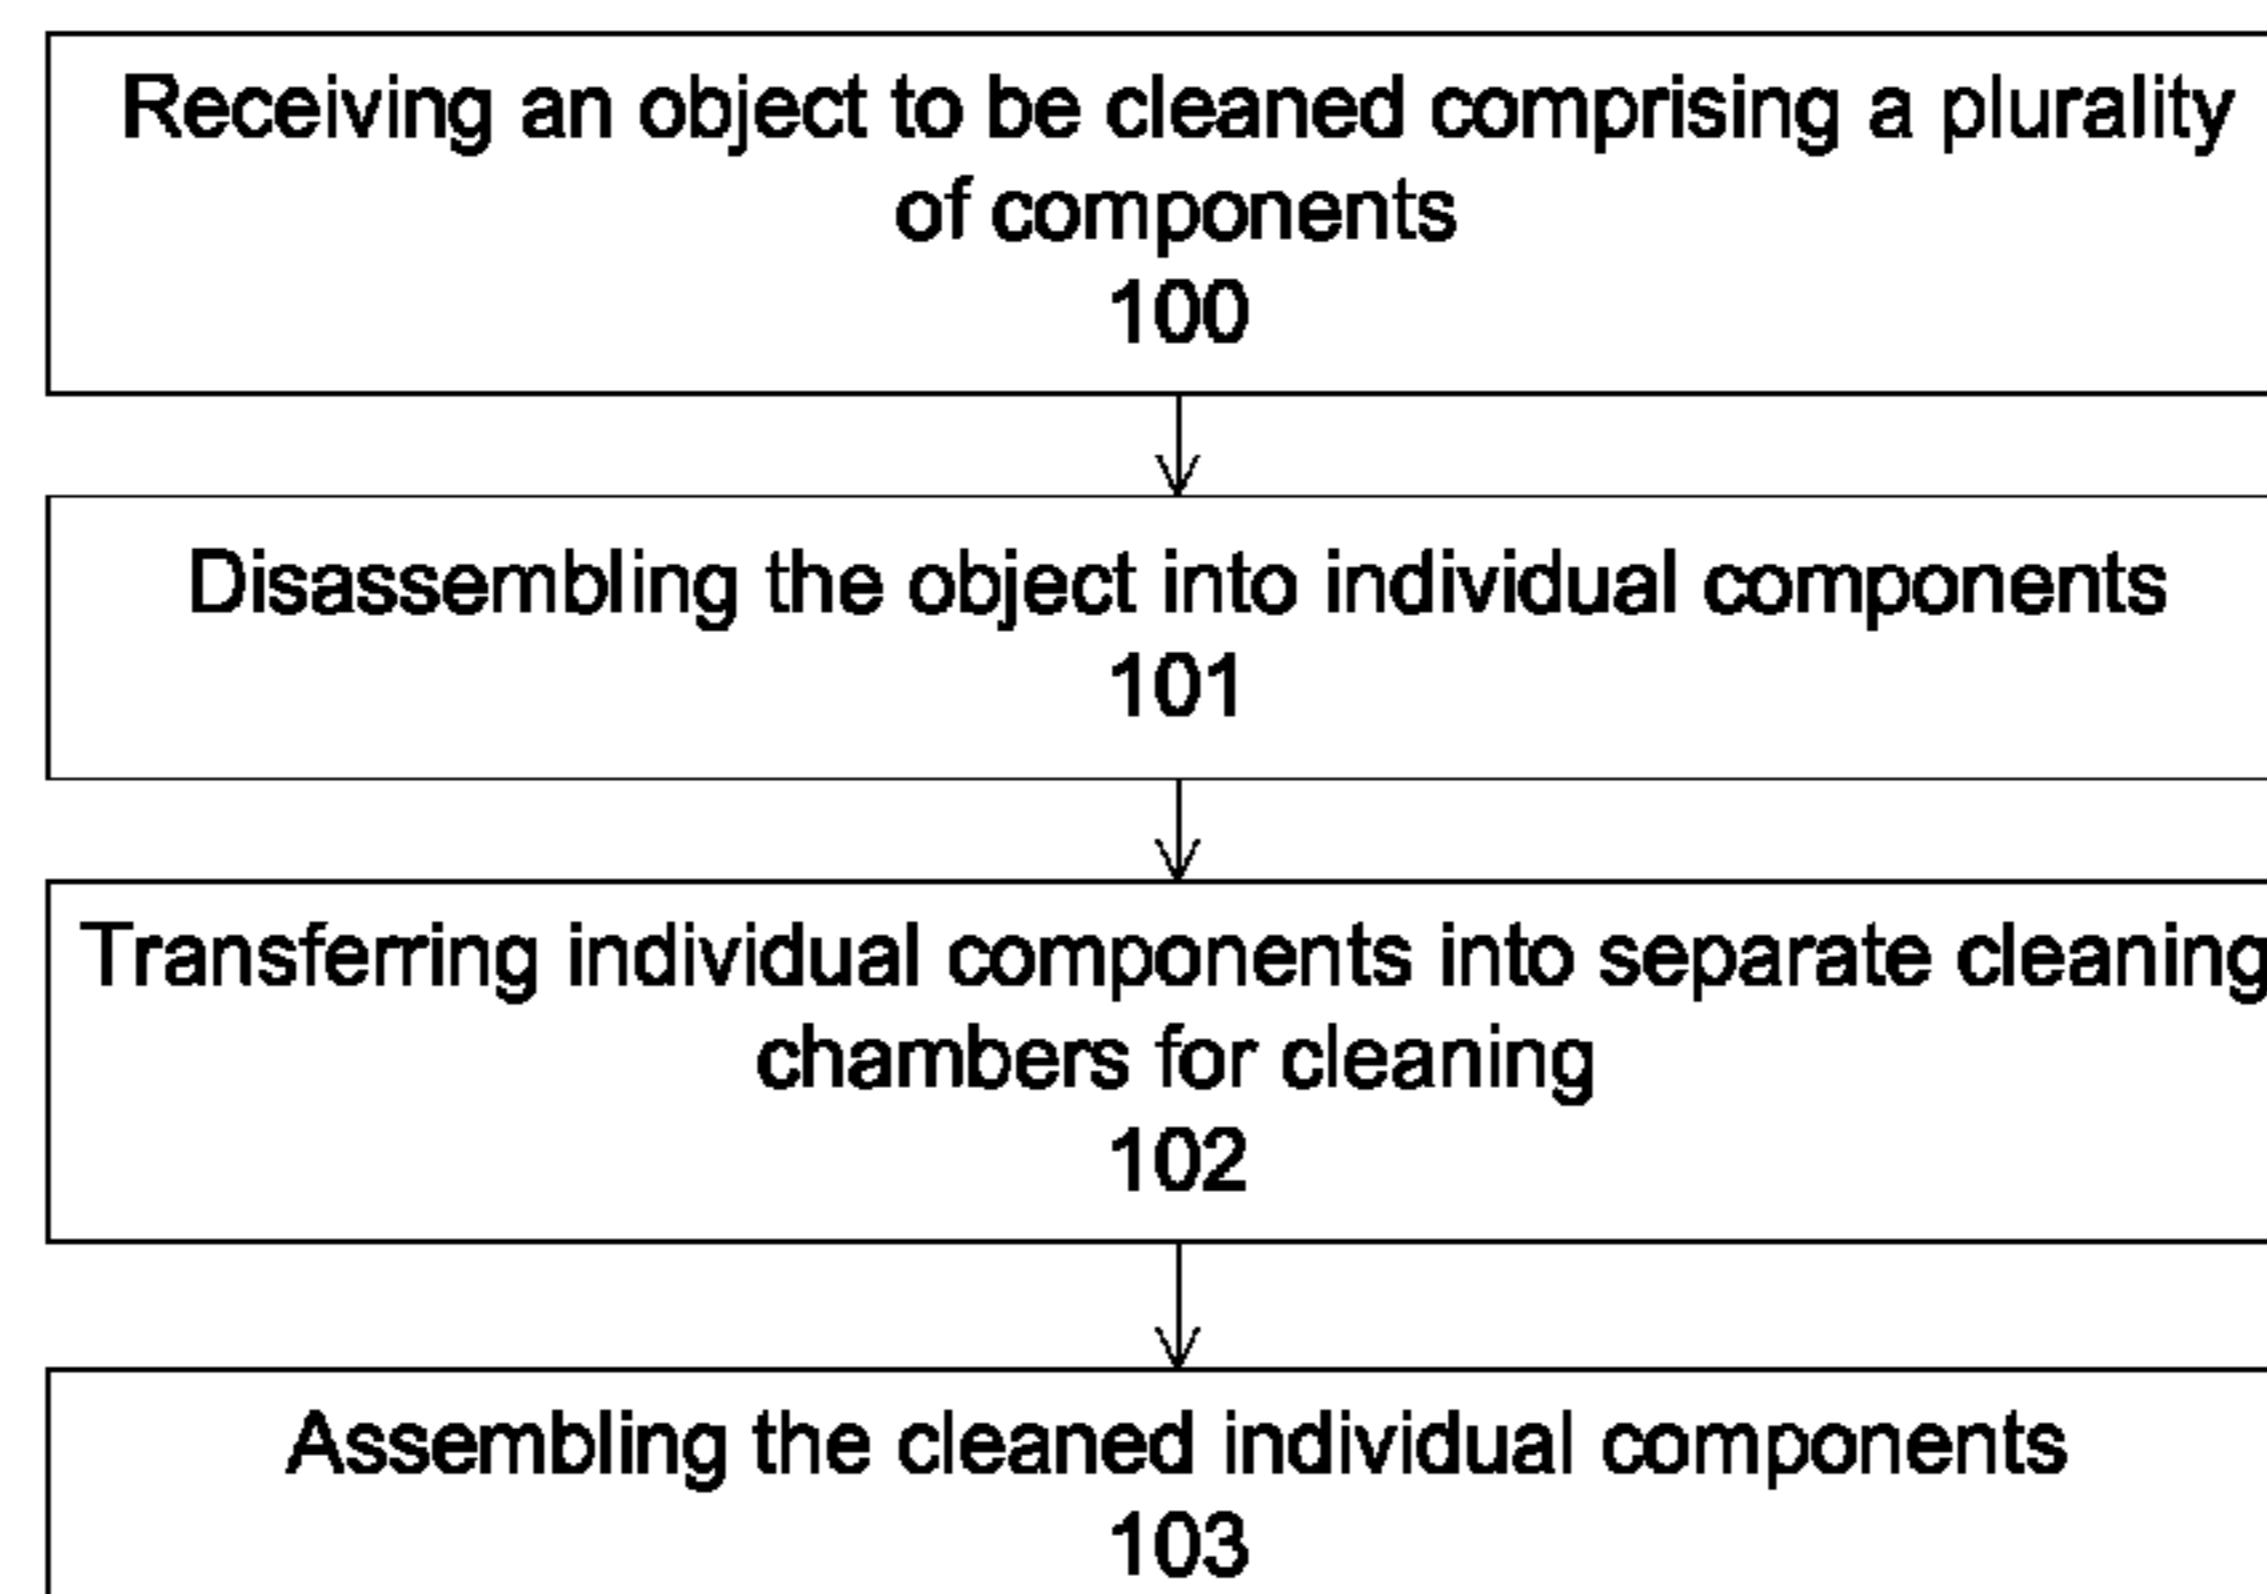 Receiving an object to be cleaned comprising a plurality
of components
100
Disassembling the object into individual components
101
Transferring individual components into separate cleaning
chambers for cleaning
102
Assembling the cleaned individual components
103